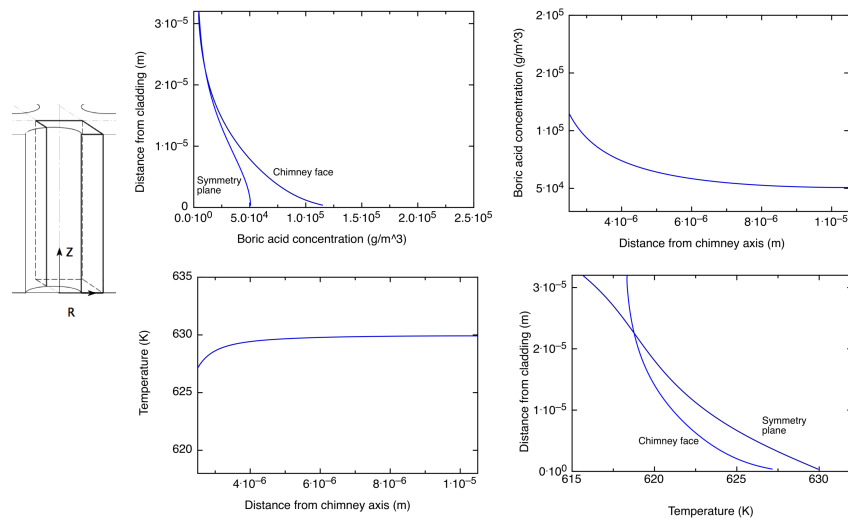 Z
R
Distance from cladding (m)
3·10⁻⁵
2·10⁻⁵
1·10⁻⁵
0
Symmetry
plane
Chimney face
0.0·10⁰ 5.0·10⁴ 1.0·10⁵ 1.5·10⁵ 2.0·10⁵ 2.5·10⁵
Boric acid concentration (g/m^3)
Boric acid concentration (g/m^3)
2·10⁵
2·10⁵
1·10⁵
5·10⁴
4·10⁻⁶ 6·10⁻⁶ 8·10⁻⁶ 1·10⁻⁵
Distance from chimney axis (m)
Temperature (K)
635
630
625
620
4·10⁻⁶ 6·10⁻⁶ 8·10⁻⁶ 1·10⁻⁵
Distance from chimney axis (m)
Distance from cladding (m)
3·10⁻⁵
2·10⁻⁵
1·10⁻⁵
0·10⁰
Symmetry
plane
Chimney face
615 620 625 630
Temperature (K)